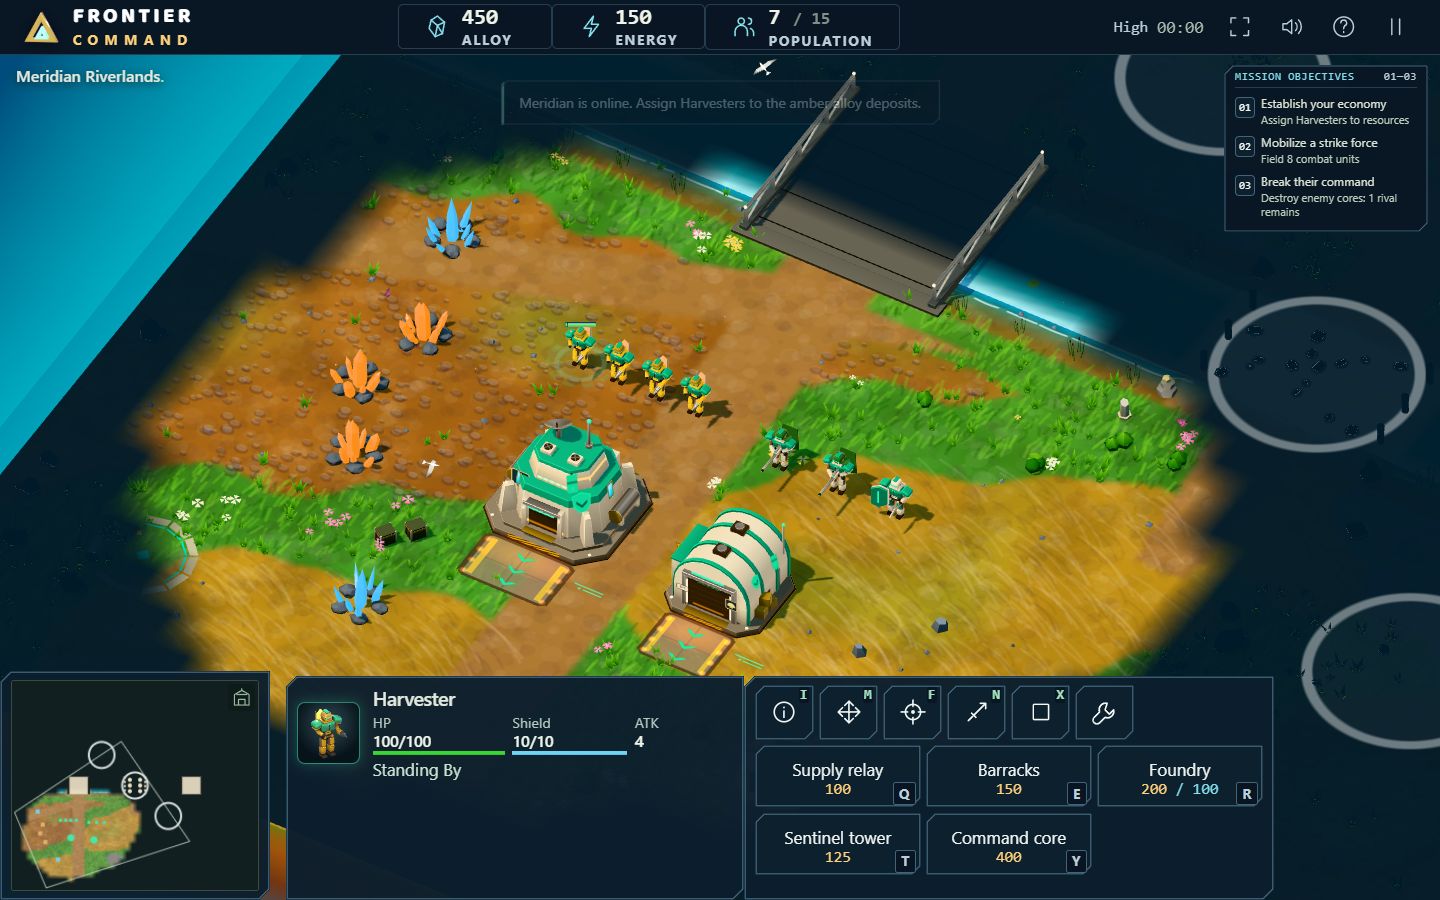 FRONTIER
COMMAND
450
ALLOY
150
ENERGY
7 / 15
POPULATION
High 00:00
Meridian Riverlands.
Meridian is online. Assign Harvesters to the amber alloy deposits.
MISSION OBJECTIVES 01—03
01 Establish your economy
Assign Harvesters to resources
02 Mobilize a strike force
Field 8 combat units
03 Break their command
Destroy enemy cores: 1 rival
remains
Harvester
HP Shield ATK
100/100 10/10 4
Standing By
I M F N X
Supply relay
100 Q
Barracks
150 E
Foundry
200 / 100 R
Sentinel tower
125 T
Command core
400 Y